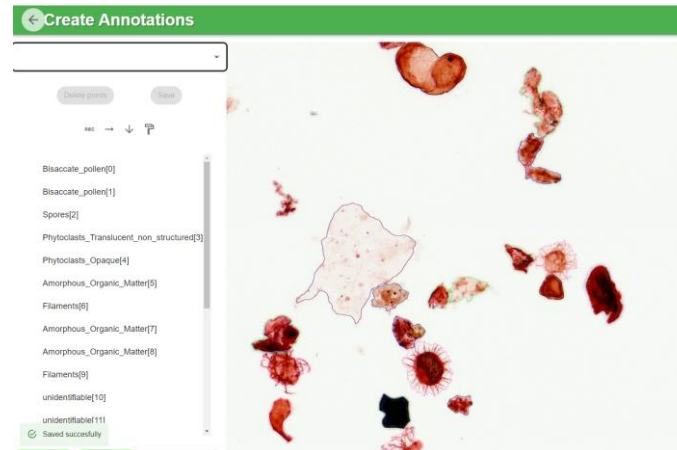 Create Annotations
Delete points Save
ABC
Bisaccate_pollen[0]
Bisaccate_pollen[1]
Spores[2]
Phytoclasts_Translucent_non_structured[3]
Phytoclasts_Opaque[4]
Amorphous_Organic_Matter[5]
Filaments[6]
Amorphous_Organic_Matter[7]
Amorphous_Organic_Matter[8]
Filaments[9]
unidentifiable[10]
unidentifiable[11]
Saved succesfully